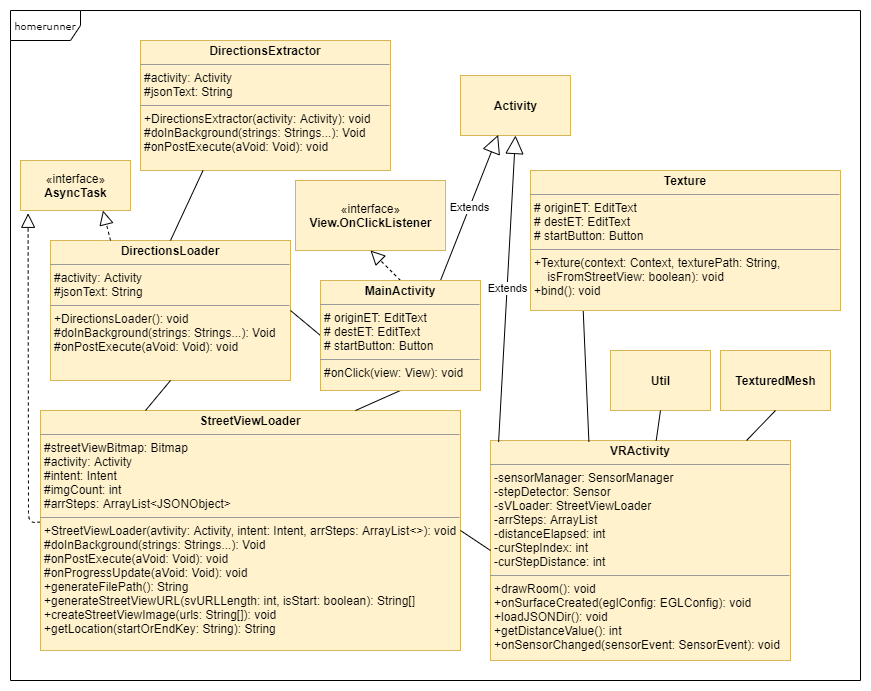 homerunner
DirectionsExtractor
#activity: Activity
#jsonText: String
+DirectionsExtractor(activity: Activity): void
#doInBackground(strings: Strings...): Void
#onPostExecute(aVoid: Void): void
Activity
«interface»
AsyncTask
«interface»
View.OnClickListener
Extends
Extends
Texture
# originET: EditText
# destET: EditText
# startButton: Button
+Texture(context: Context, texturePath: String,
isFromStreetView: boolean): void
+bind(): void
DirectionsLoader
#activity: Activity
#jsonText: String
+DirectionsLoader(): void
#doInBackground(strings: Strings...): Void
#onPostExecute(aVoid: Void): void
MainActivity
# originET: EditText
# destET: EditText
# startButton: Button
#onClick(view: View): void
Util
TexturedMesh
StreetViewLoader
#streetViewBitmap: Bitmap
#activity: Activity
#intent: Intent
#imgCount: int
#arrSteps: ArrayList<JSONObject>
+StreetViewLoader(avtivity: Activity, intent: Intent, arrSteps: ArrayList<>): void
#doInBackground(strings: Strings...): Void
#onPostExecute(aVoid: Void): void
#onProgressUpdate(aVoid: Void): void
+generateFilePath(): String
+generateStreetViewURL(svURLLength: int, isStart: boolean): String[]
+createStreetViewImage(urls: String[]): void
+getLocation(startOrEndKey: String): String
VRActivity
-sensorManager: SensorManager
-stepDetector: Sensor
-sVLoader: StreetViewLoader
-arrSteps: ArrayList
-distanceElapsed: int
-curStepIndex: int
-curStepDistance: int
+drawRoom(): void
+onSurfaceCreated(eglConfig: EGLConfig): void
+loadJSONDir(): void
+getDistanceValue(): int
+onSensorChanged(sensorEvent: SensorEvent): void